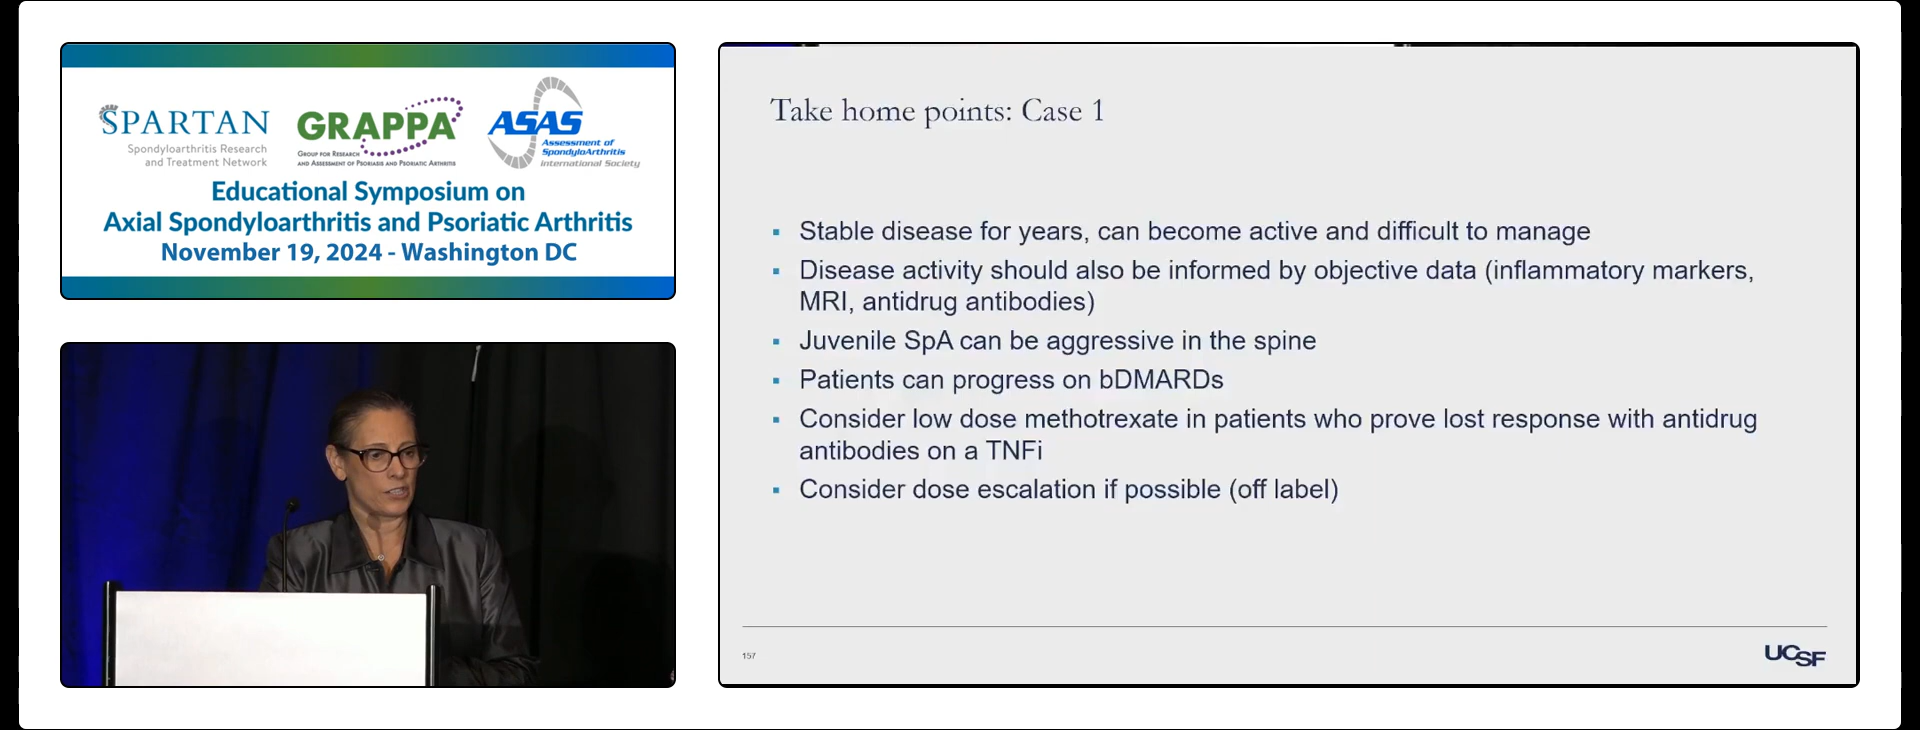 SPARTAN
Spondyloarthritis Research
and Treatment Network
GRAPPA
Group for Research
and Assessment of Psoriasis and Psoriatic Arthritis
ASAS
Assessment of
SpondyloArthritis
International Society
Educational Symposium on
Axial Spondyloarthritis and Psoriatic Arthritis
November 19, 2024 - Washington DC
Take home points: Case 1
▪ Stable disease for years, can become active and difficult to manage
▪ Disease activity should also be informed by objective data (inflammatory markers,
MRI, antidrug antibodies)
▪ Juvenile SpA can be aggressive in the spine
▪ Patients can progress on bDMARDs
▪ Consider low dose methotrexate in patients who prove lost response with antidrug
antibodies on a TNFi
▪ Consider dose escalation if possible (off label)
157
UCSF